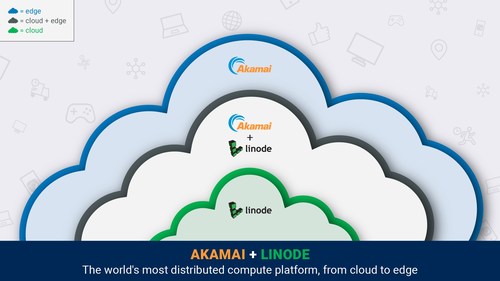 = edge
= cloud + edge
= cloud
Akamai
Akamai
+
linode
linode
AKAMAI + LINODE
The world's most distributed compute platform, from cloud to edge